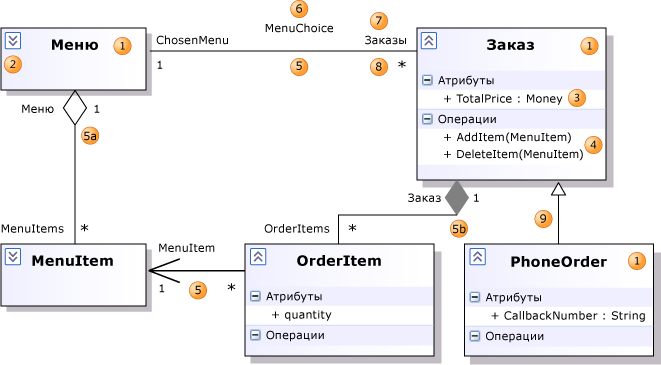 6
MenuChoice
7
ChosenMenu
Заказы
1
5
8
*
Меню
1
2
Заказ
1
Атрибуты
+ TotalPrice : Money
3
Операции
+ AddItem(MenuItem)
+ DeleteItem(MenuItem)
4
Меню
1
5a
MenuItems
*
Заказ
1
5b
OrderItems
*
9
MenuItem
MenuItem
1
5
*
OrderItem
Атрибуты
+ quantity
Операции
PhoneOrder
1
Атрибуты
+ CallbackNumber : String
Операции